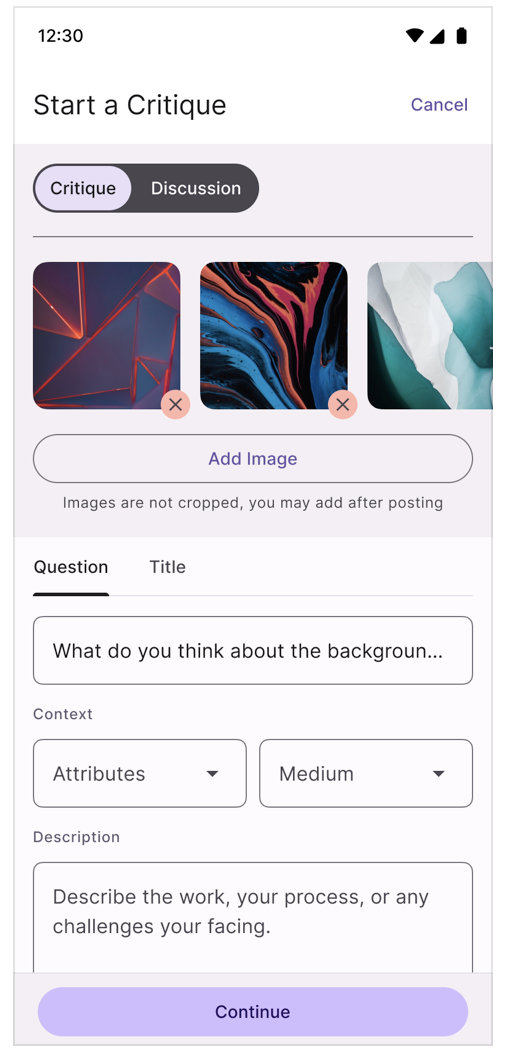 12:30
Start a Critique
Cancel
Critique
Discussion
Add Image
Images are not cropped, you may add after posting
Question
Title
What do you think about the backgroun...
Context
Attributes
Medium
Description
Describe the work, your process, or any
challenges your facing.
Continue